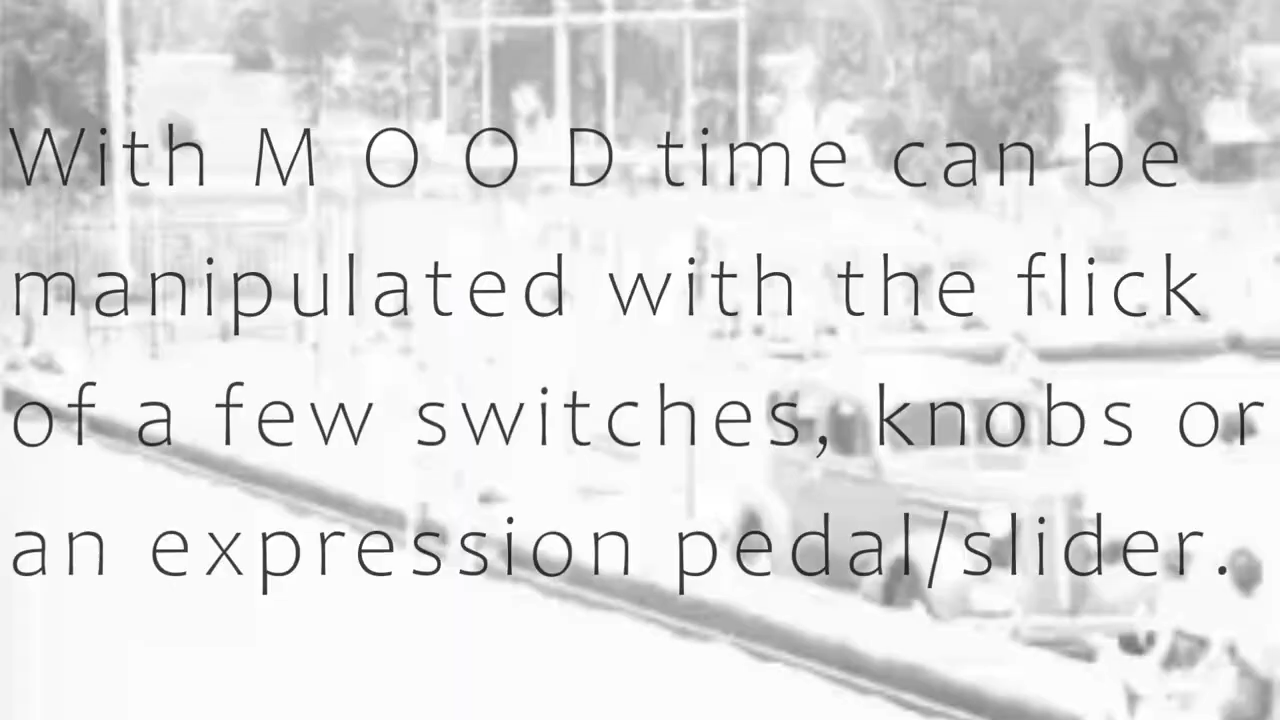 With M O O D time can be
manipulated with the flick
of a few switches, knobs or
an expression pedal/slider.